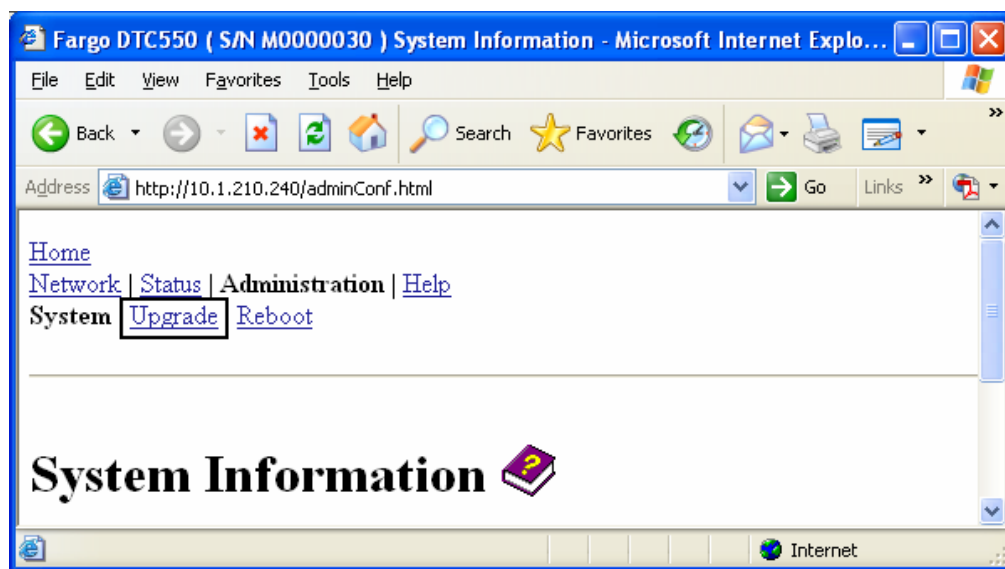 Fargo DTC550 ( S/N M0000030 ) System Information - Microsoft Internet Explo...
File Edit View Favorites Tools Help
Back Search Favorites »
Address http://10.1.210.240/adminConf.html Go Links »
Home
Network | Status | Administration | Help
System Upgrade Reboot
System Information
Internet